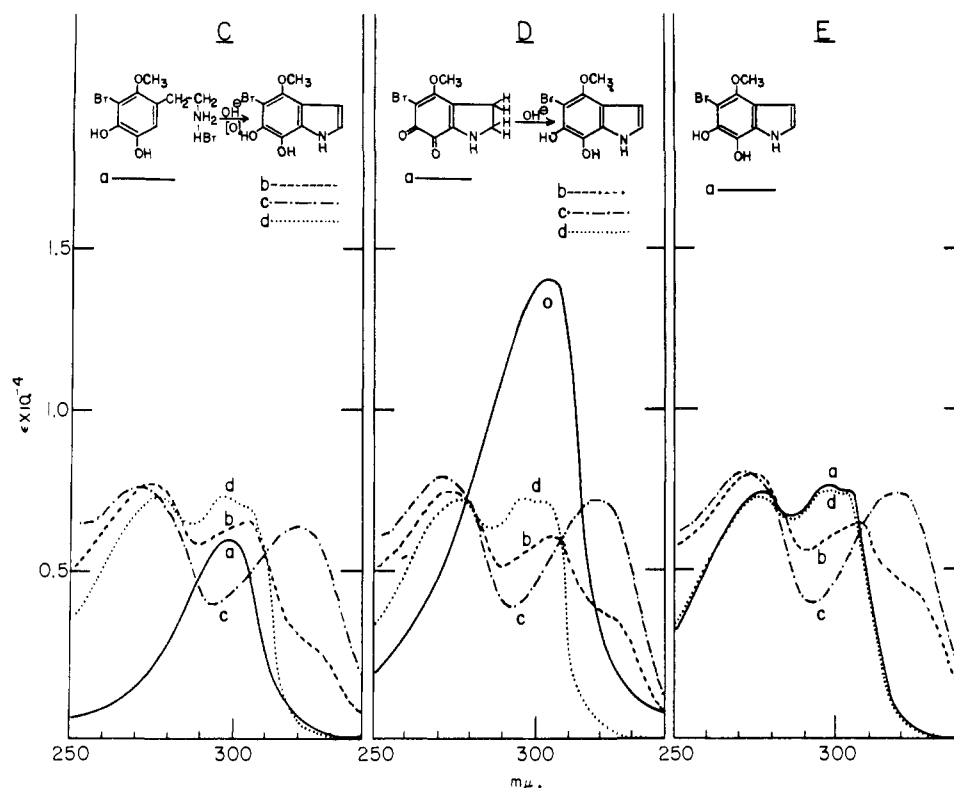 C
D
E
OCH3
Br
CH2
CH2
NH2
HBr
HO
OH
OH⊖
[O]
OCH3
Br
HO
OH
N
H
OCH3
Br
O
O
H
H
H
H
N
H
OH⊖
OCH3
Br
HO
OH
N
H
OCH3
Br
HO
OH
N
H
a
b
c
d
a
b
c
d
a
1.5
1.0
0.5
ε X 10⁻⁴
d
b
a
c
o
d
b
c
a
d
b
c
250
300
250
300
250
300
mμ.